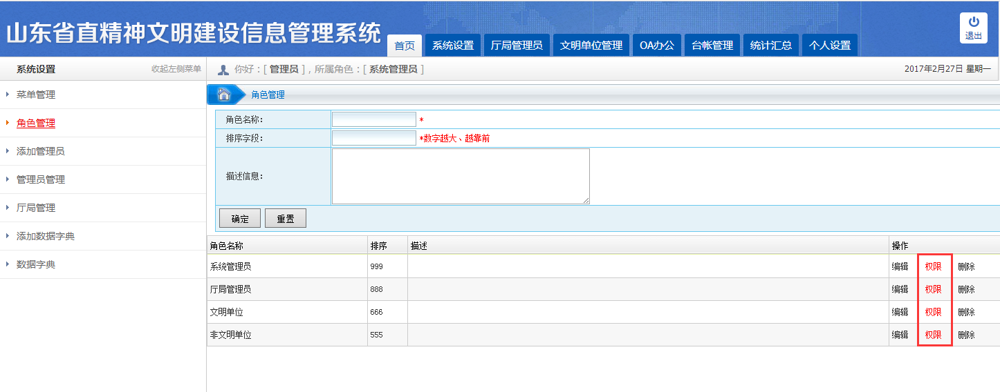 山东省直精神文明建设信息管理系统
首页 系统设置 厅局管理员 文明单位管理 OA办公 台帐管理 统计汇总 个人设置
退出
系统设置 收起左侧菜单
你好：[ 管理员 ]，所属角色：[ 系统管理员 ]
2017年2月27日 星期一
菜单管理
角色管理
添加管理员
管理员管理
厅局管理
添加数据字典
数据字典
角色管理
角色名称： *
排序字段： *数字越大、越靠前
描述信息：
确定 重置
角色名称 排序 描述 操作
系统管理员 999 编辑 权限 删除
厅局管理员 888 编辑 权限 删除
文明单位 666 编辑 权限 删除
非文明单位 555 编辑 权限 删除